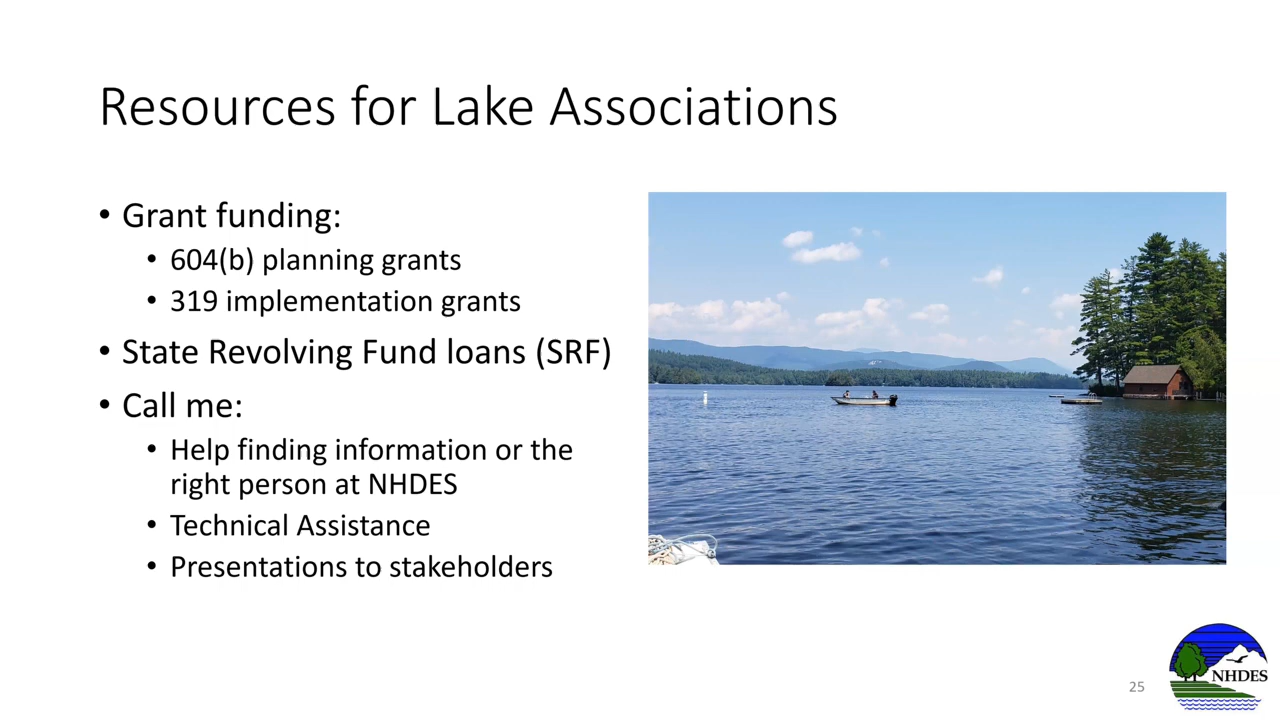 Resources for Lake Associations
• Grant funding:
• 604(b) planning grants
• 319 implementation grants
• State Revolving Fund loans (SRF)
• Call me:
• Help finding information or the
right person at NHDES
• Technical Assistance
• Presentations to stakeholders
25
NHDES